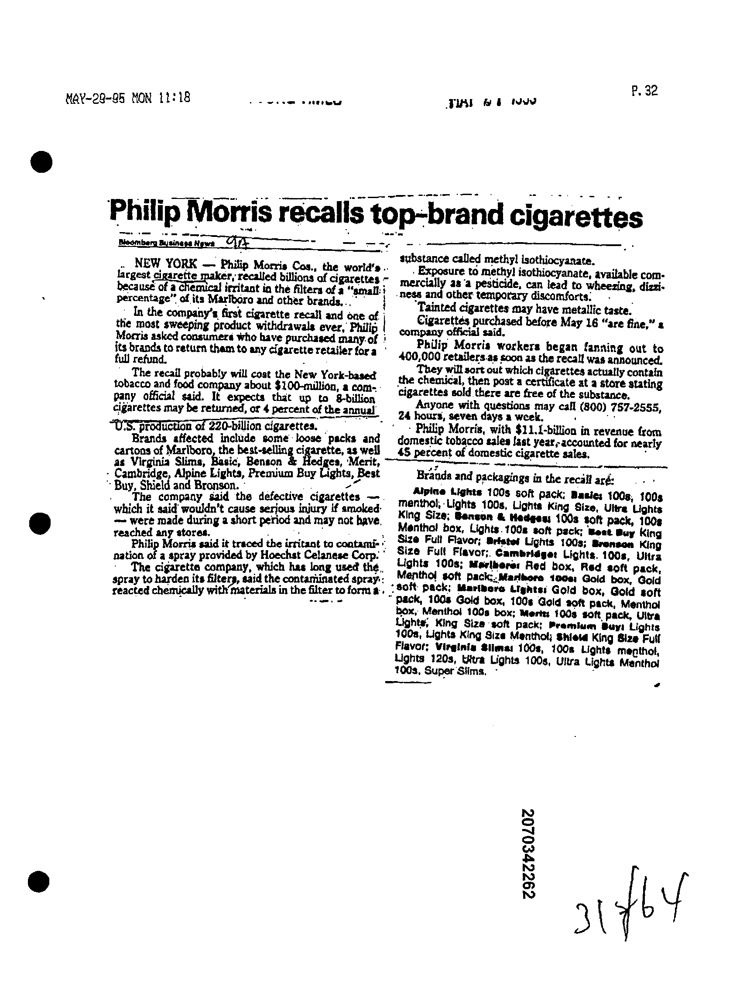 MAY-29-95 MON 11:18
P.32
Philip Morris recalls top-brand cigarettes
Bloomberg Business News 9A
NEW YORK — Philip Morris Cos., the world's
largest cigarette maker, recalled billions of cigarettes
because of a chemical irritant in the filters of a "small
percentage" of its Marlboro and other brands.
In the company's first cigarette recall and one of
the most sweeping product withdrawals ever, Philip
Morris asked consumers who have purchased many of
its brands to return them to any cigarette retailer for a
full refund.
The recall probably will cost the New York-based
tobacco and food company about $100-million, a com-
pany official said. It expects that up to 8-billion
cigarettes may be returned, or 4 percent of the annual
U.S. production of 220-billion cigarettes.
Brands affected include some loose packs and
cartons of Marlboro, the best-selling cigarette, as well
as Virginia Slims, Basic, Benson & Hedges, Merit,
Cambridge, Alpine Lights, Premium Buy Lights, Best
Buy, Shield and Bronson.
The company said the defective cigarettes —
which it said wouldn't cause serious injury if smoked
— were made during a short period and may not have
reached any stores.
Philip Morris said it traced the irritant to contami-
nation of a spray provided by Hoechst Celanese Corp.
The cigarette company, which has long used the
spray to harden its filters, said the contaminated spray
reacted chemically with materials in the filter to form a
substance called methyl isothiocyanate.
Exposure to methyl isothiocyanate, available com-
mercially as a pesticide, can lead to wheezing, dizzi-
ness and other temporary discomforts.
Tainted cigarettes may have metallic taste.
Cigarettes purchased before May 16 "are fine," a
company official said.
Philip Morris workers began fanning out to
400,000 retailers as soon as the recall was announced.
They will sort out which cigarettes actually contain
the chemical, then post a certificate at a store stating
cigarettes sold there are free of the substance.
Anyone with questions may call (800) 757-2555,
24 hours, seven days a week.
Philip Morris, with $11.1-billion in revenue from
domestic tobacco sales last year, accounted for nearly
45 percent of domestic cigarette sales.
Brands and packagings in the recall are:
Alpine Lights 100s soft pack; Basic: 100s, 100s
menthol, Lights 100s, Lights King Size, Ultra Lights
King Size; Benson & Hedges: 100s soft pack, 100s
Menthol box, Lights 100s soft pack; Best Buy King
Size Full Flavor; Bristol Lights 100s; Bronson King
Size Full Flavor; Cambridge: Lights 100s, Ultra
Lights 100s; Marlboro: Red box, Red soft pack,
Menthol soft pack; Marlboro 100s: Gold box, Gold
soft pack; Marlboro Lights: Gold box, Gold soft
pack, 100s Gold box, 100s Gold soft pack, Menthol
box, Menthol 100s box; Merit: 100s soft pack, Ultra
Lights, King Size soft pack; Premium Buy: Lights
100s, Lights King Size Menthol; Shield King Size Full
Flavor; Virginia Slims: 100s, 100s Lights menthol,
Lights 120s, Ultra Lights 100s, Ultra Lights Menthol
100s, Super Slims.
2070342262